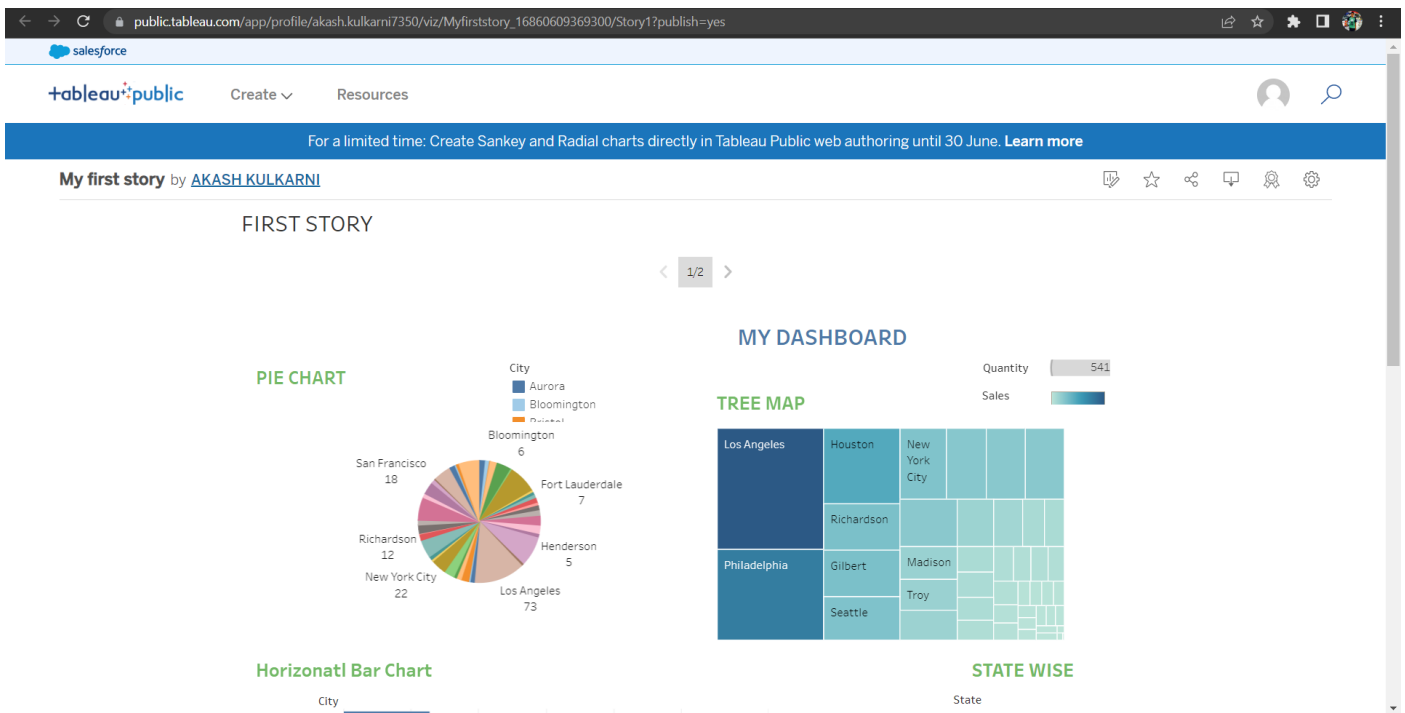 public.tableau.com/app/profile/akash.kulkarni7350/viz/Myfirststory_16860609369300/Story1?publish=yes
salesforce
+ableau public
Create
Resources
For a limited time: Create Sankey and Radial charts directly in Tableau Public web authoring until 30 June. Learn more
My first story by AKASH KULKARNI
FIRST STORY
1/2
MY DASHBOARD
PIE CHART
City
Aurora
Bloomington
Bristol
Bloomington
6
San Francisco
18
Fort Lauderdale
7
Richardson
12
Henderson
5
New York City
22
Los Angeles
73
Quantity
541
Sales
TREE MAP
Los Angeles
Houston
New
York
City
Richardson
Philadelphia
Gilbert
Madison
Troy
Seattle
Horizonatl Bar Chart
City
STATE WISE
State